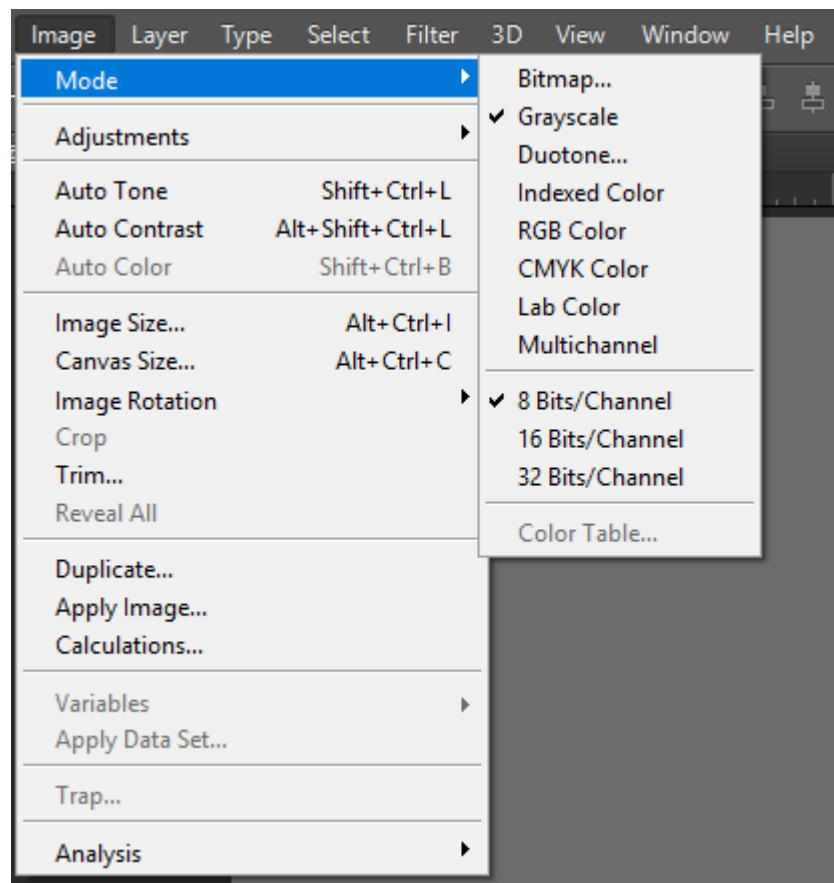 Image Layer Type Select Filter 3D View Window Help
Mode
Adjustments
Auto Tone Shift+Ctrl+L
Auto Contrast Alt+Shift+Ctrl+L
Auto Color Shift+Ctrl+B
Image Size... Alt+Ctrl+I
Canvas Size... Alt+Ctrl+C
Image Rotation
Crop
Trim...
Reveal All
Duplicate...
Apply Image...
Calculations...
Variables
Apply Data Set...
Trap...
Analysis
Bitmap...
Grayscale
Duotone...
Indexed Color
RGB Color
CMYK Color
Lab Color
Multichannel
8 Bits/Channel
16 Bits/Channel
32 Bits/Channel
Color Table...